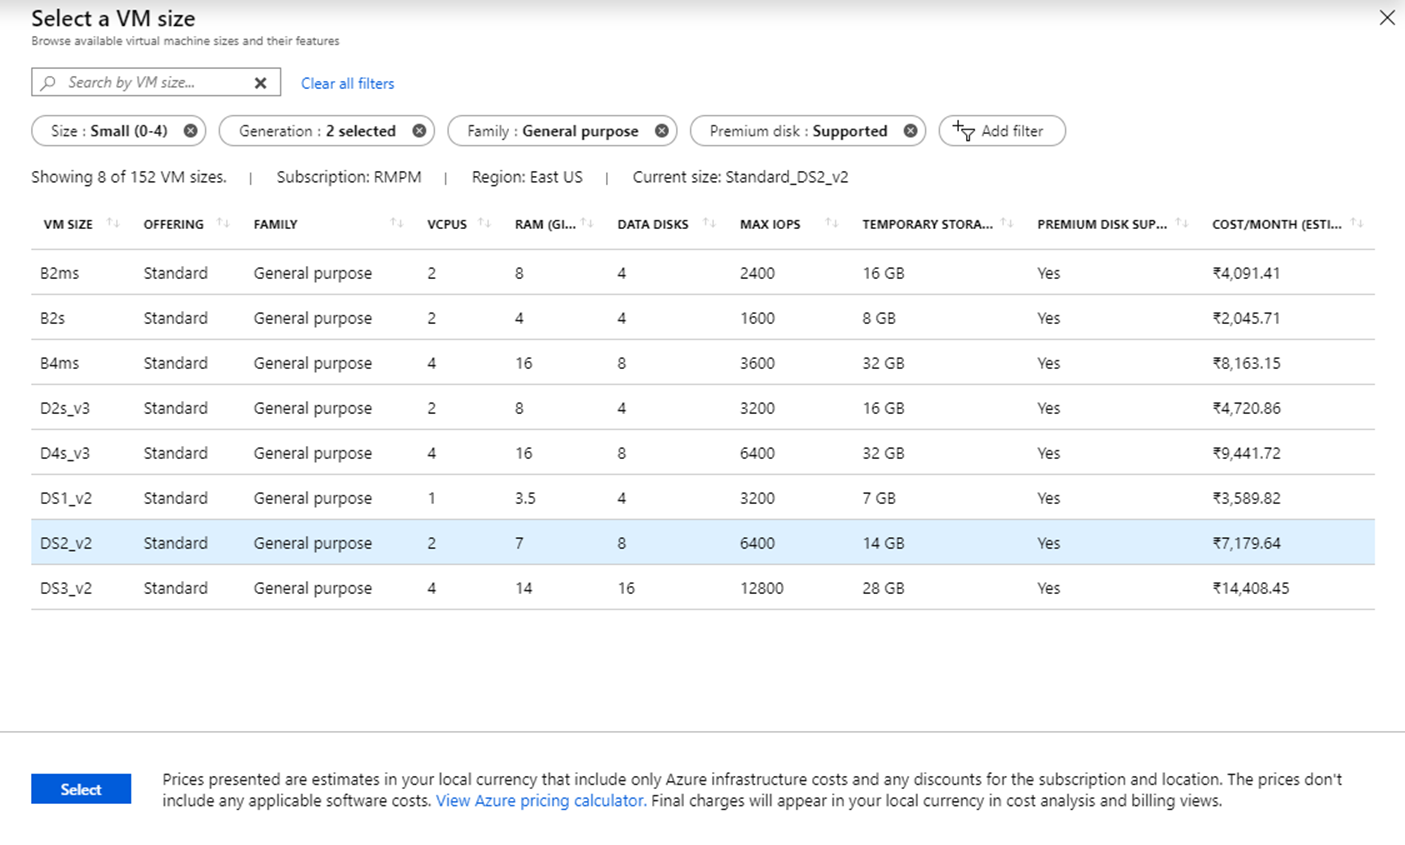 Select a VM size
Browse available virtual machine sizes and their features
Search by VM size...
Clear all filters
Size : Small (0-4) Generation : 2 selected Family : General purpose Premium disk : Supported Add filter
Showing 8 of 152 VM sizes. | Subscription: RMPM | Region: East US | Current size: Standard_DS2_v2
VM SIZE OFFERING FAMILY VCPUS RAM (GI... DATA DISKS MAX IOPS TEMPORARY STORA... PREMIUM DISK SUP... COST/MONTH (ESTI...
B2ms Standard General purpose 2 8 4 2400 16 GB Yes ₹4,091.41
B2s Standard General purpose 2 4 4 1600 8 GB Yes ₹2,045.71
B4ms Standard General purpose 4 16 8 3600 32 GB Yes ₹8,163.15
D2s_v3 Standard General purpose 2 8 4 3200 16 GB Yes ₹4,720.86
D4s_v3 Standard General purpose 4 16 8 6400 32 GB Yes ₹9,441.72
DS1_v2 Standard General purpose 1 3.5 4 3200 7 GB Yes ₹3,589.82
DS2_v2 Standard General purpose 2 7 8 6400 14 GB Yes ₹7,179.64
DS3_v2 Standard General purpose 4 14 16 12800 28 GB Yes ₹14,408.45
Select
Prices presented are estimates in your local currency that include only Azure infrastructure costs and any discounts for the subscription and location. The prices don't
include any applicable software costs. View Azure pricing calculator. Final charges will appear in your local currency in cost analysis and billing views.